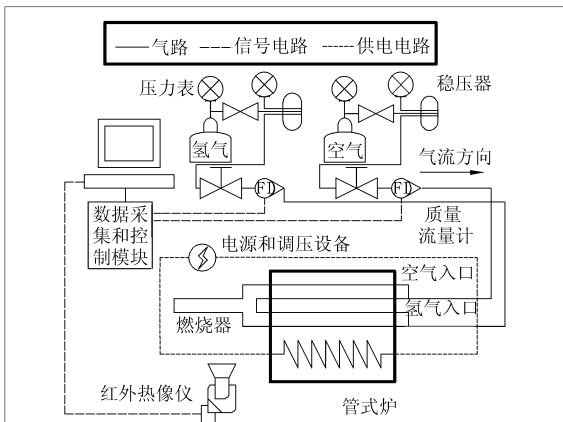 气路 信号电路 供电电路
压力表 稳压器
氢气 空气
气流方向
FI FI
数据采
集和控
制模块
质量
流量计
电源和调压设备
空气入口
氢气入口
燃烧器
红外热像仪
管式炉